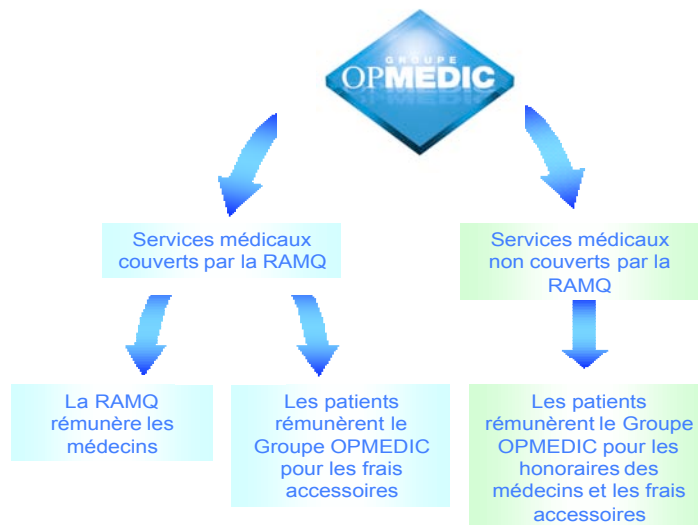 GROUPE
OPMEDIC
Services médicaux
couverts par la RAMQ
Services médicaux
non couverts par la
RAMQ
La RAMQ
rémunère les
médecins
Les patients
rémunèrent le
Groupe OPMEDIC
pour les frais
accessoires
Les patients
rémunèrent le Groupe
OPMEDIC pour les
honoraires des
médecins et les frais
accessoires